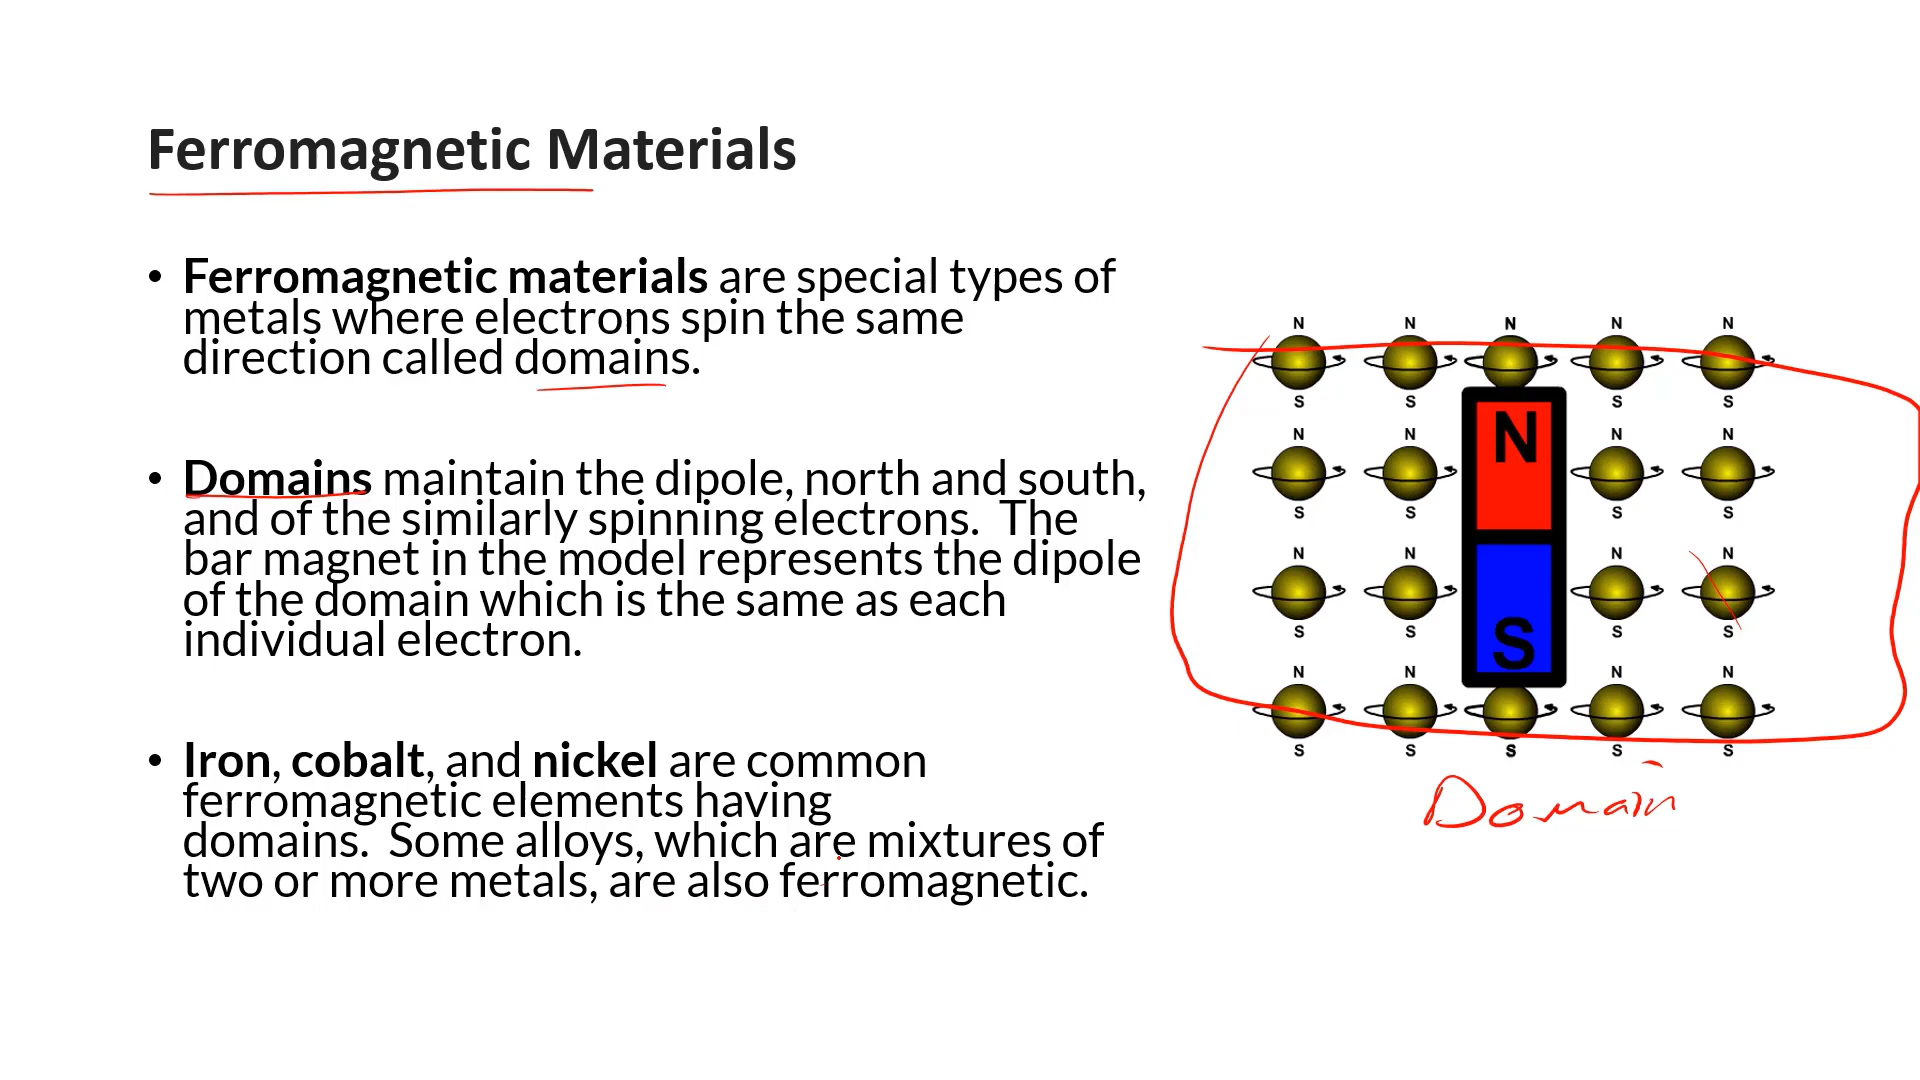 Ferromagnetic Materials
• Ferromagnetic materials are special types of
metals where electrons spin the same
direction called domains.
• Domains maintain the dipole, north and south,
and of the similarly spinning electrons.  The
bar magnet in the model represents the dipole
of the domain which is the same as each
individual electron.
• Iron, cobalt, and nickel are common
ferromagnetic elements having
domains.  Some alloys, which are mixtures of
two or more metals, are also ferromagnetic.
N N N N N
S S S S
N N N N
N
S S S S
N N N N
S
S S S S
N N N N
S S S S S
Domain